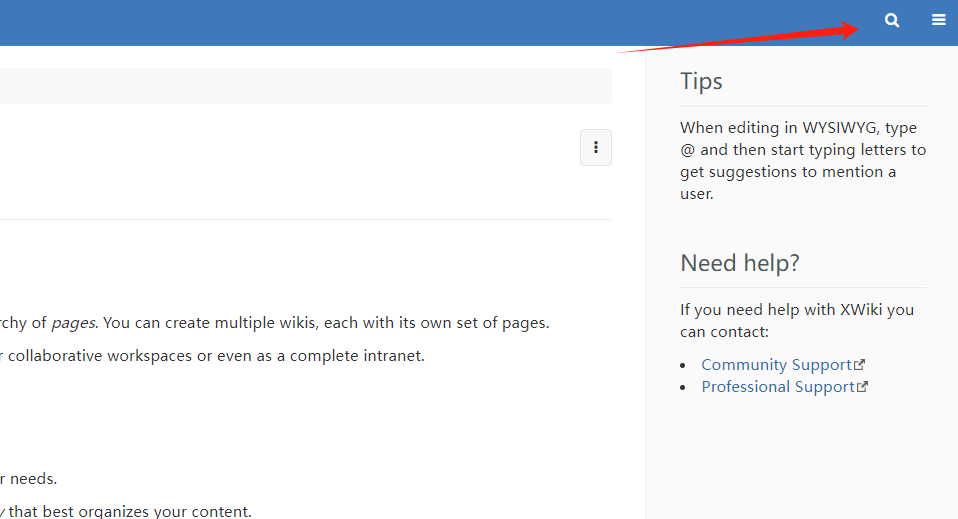 Tips
When editing in WYSIWYG, type
@ and then start typing letters to
get suggestions to mention a
user.
Need help?
If you need help with XWiki you
can contact:
Community Support
Professional Support
rchy of pages. You can create multiple wikis, each with its own set of pages.
r collaborative workspaces or even as a complete intranet.
r needs.
y that best organizes your content.